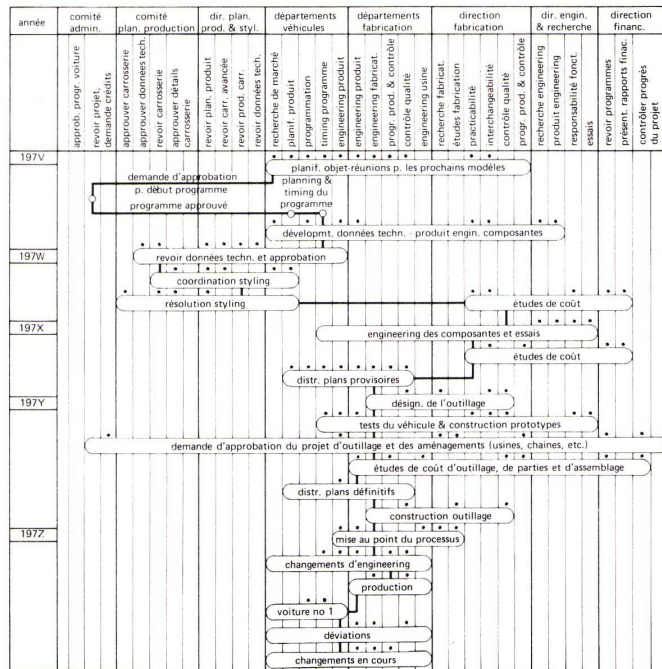 année
comité
admin.
comité
plan. production
dir. plan.
prod. & styl.
départements
véhicules
départements
fabrication
direction
fabrication
dir. engin.
& recherche
direction
financ.
approb. progr. voiture
revoir projet,
demande crédits
approuver carrosserie
approuver données tech.
revoir carrosserie
approuver détails
carrosserie
revoir plan. produit
revoir carr. avancée
revoir prod. carr.
revoir données tech.
recherche de marché
planif. produit
programmation
timing programme
engineering produit
engineering produit
engineering fabricat.
progr. prod. & contrôle
contrôle qualité
engineering usine
recherche fabricat.
études fabrication
practicabilité
interchangeabilité
contrôle qualité
progr. prod. & contrôle
recherche engineering
produit engineering
responsabilité fonct.
essais
revoir programmes
présent. rapports finac.
contrôler progrès
du projet
197V
planif. objet-réunions p. les prochains modèles
demande d'approbation
p. début programme
planning &
timing du
programme
programme approuvé
dévelopmt. données techn. - produit engin. composantes
197W
revoir données techn. et approbation
coordination styling
résolution styling
études de coût
197X
engineering des composantes et essais
études de coût
distr. plans provisoires
197Y
désign. de l'outillage
tests du véhicule & construction prototypes
demande d'approbation du projet d'outillage et des aménagements (usines, chaines, etc.)
études de coût d'outillage, de parties et d'assemblage
distr. plans définitifs
construction outillage
197Z
mise au point du processus
changements d'engineering
production
voiture no 1
déviations
changements en cours